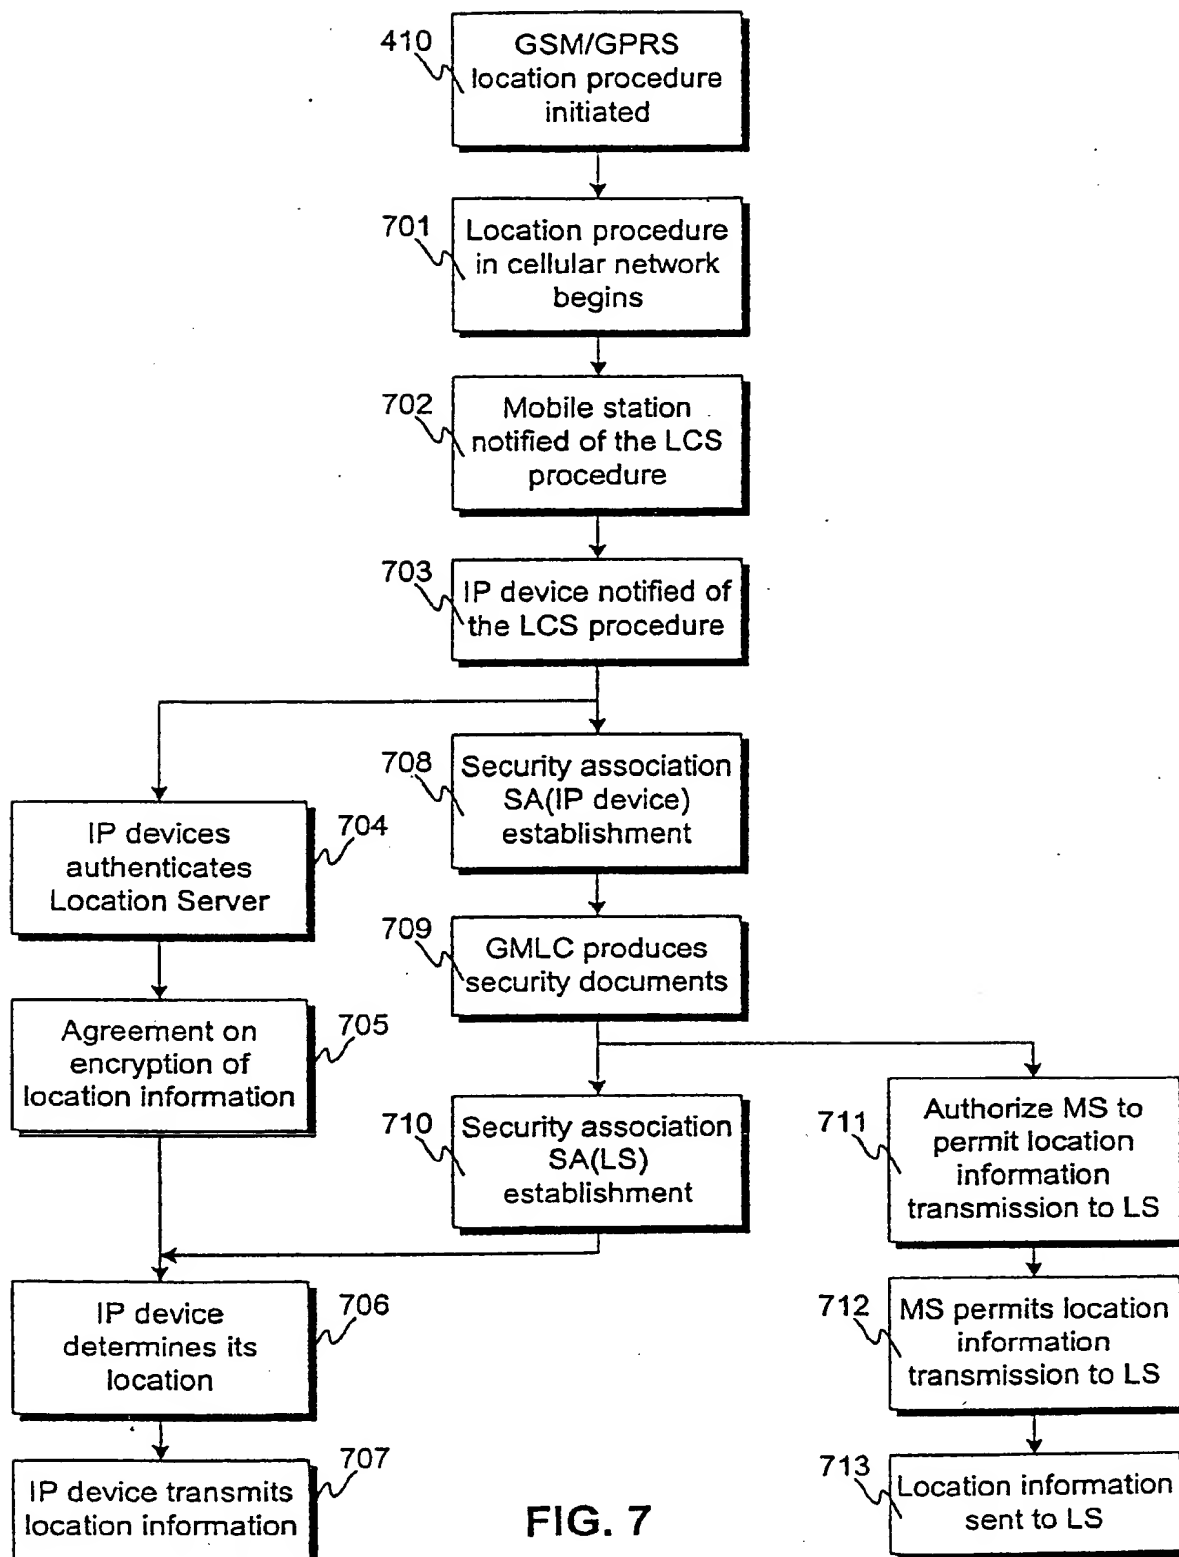 410
GSM/GPRS
location procedure
initiated
701
Location procedure
in cellular network
begins
702
Mobile station
notified of the LCS
procedure
703
IP device notified of
the LCS procedure
708
Security association
SA(IP device)
establishment
704
IP devices
authenticates
Location Server
709
GMLC produces
security documents
705
Agreement on
encryption of
location information
710
Security association
SA(LS)
establishment
711
Authorize MS to
permit location
information
transmission to LS
706
IP device
determines its
location
712
MS permits location
information
transmission to LS
707
IP device transmits
location information
713
Location information
sent to LS
FIG. 7